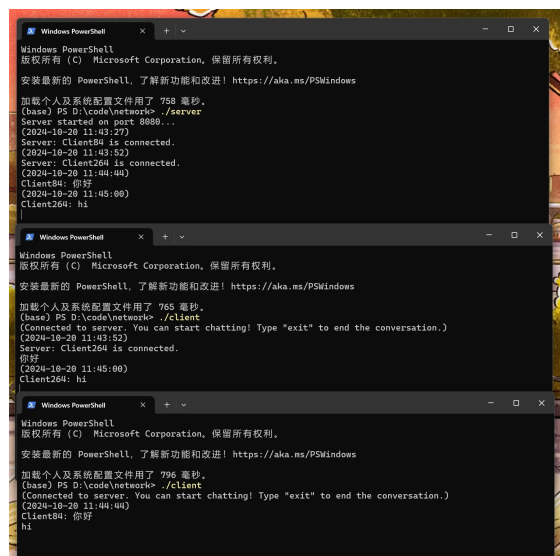 Windows PowerShell
Windows PowerShell
版权所有 (C)  Microsoft Corporation。保留所有权利。
安装最新的 PowerShell，了解新功能和改进！https://aka.ms/PSWindows
加载个人及系统配置文件用了 758 毫秒。
(base) PS D:\code\network> ./server
Server started on port 8080...
(2024-10-20 11:43:27)
Server: Client84 is connected.
(2024-10-20 11:43:52)
Server: Client264 is connected.
(2024-10-20 11:44:44)
Client84: 你好
(2024-10-20 11:45:00)
Client264: hi
Windows PowerShell
Windows PowerShell
版权所有 (C)  Microsoft Corporation。保留所有权利。
安装最新的 PowerShell，了解新功能和改进！https://aka.ms/PSWindows
加载个人及系统配置文件用了 765 毫秒。
(base) PS D:\code\network> ./client
(Connected to server. You can start chatting! Type "exit" to end the conversation.)
(2024-10-20 11:43:52)
Server: Client264 is connected.
你好
(2024-10-20 11:45:00)
Client264: hi
Windows PowerShell
Windows PowerShell
版权所有 (C)  Microsoft Corporation。保留所有权利。
安装最新的 PowerShell，了解新功能和改进！https://aka.ms/PSWindows
加载个人及系统配置文件用了 796 毫秒。
(base) PS D:\code\network> ./client
(Connected to server. You can start chatting! Type "exit" to end the conversation.)
(2024-10-20 11:44:44)
Client84: 你好
hi